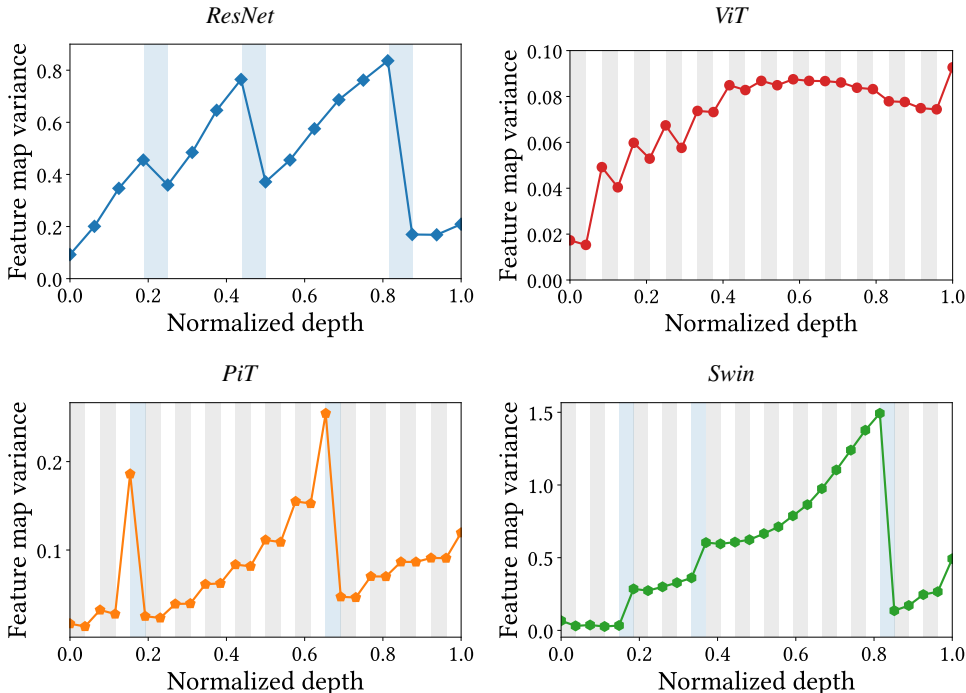 ResNet
Feature map variance
0.8
0.6
0.4
0.2
0.0
0.0 0.2 0.4 0.6 0.8 1.0
Normalized depth
ViT
Feature map variance
0.10
0.08
0.06
0.04
0.02
0.00
0.0 0.2 0.4 0.6 0.8 1.0
Normalized depth
PiT
Feature map variance
0.2
0.1
0.0 0.2 0.4 0.6 0.8 1.0
Normalized depth
Swin
Feature map variance
1.5
1.0
0.5
0.0
0.0 0.2 0.4 0.6 0.8 1.0
Normalized depth